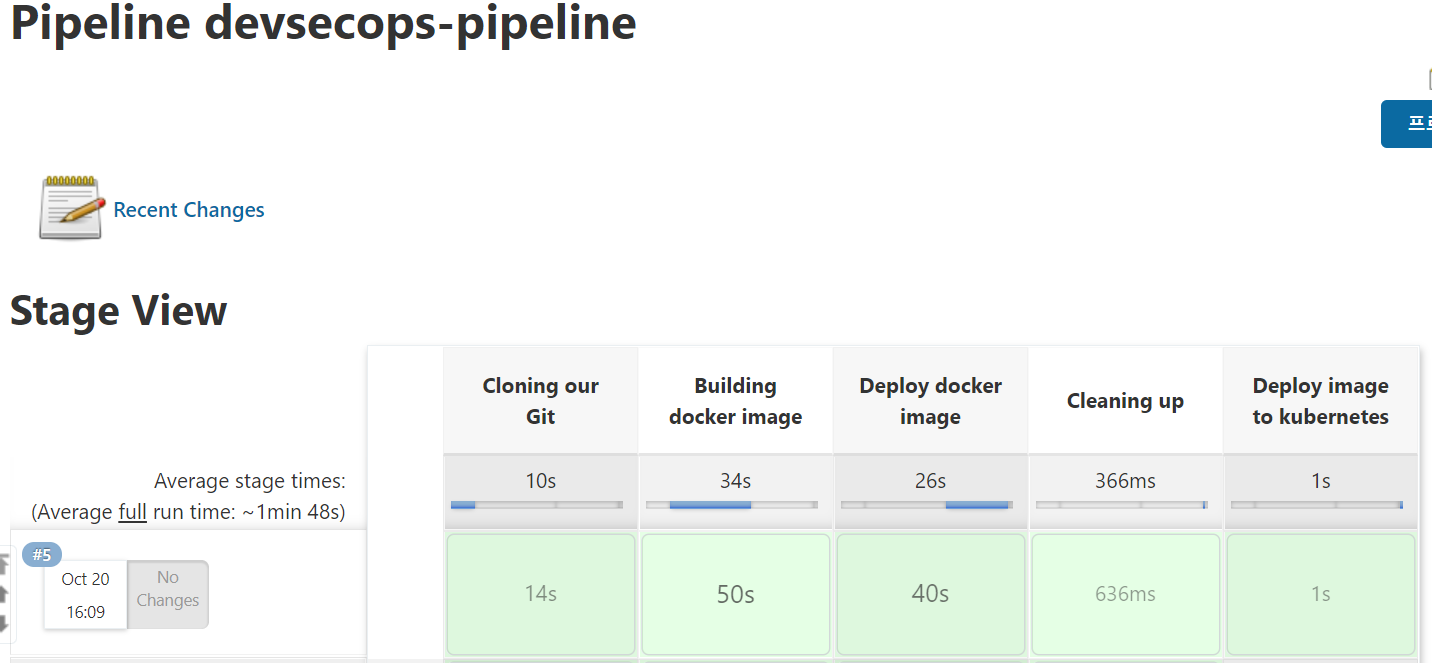 Pipeline devsecops-pipeline
Recent Changes
Stage View
Cloning our
Git
Building
docker image
Deploy docker
image
Cleaning up
Deploy image
to kubernetes
Average stage times:
(Average full run time: ~1min 48s)
10s
34s
26s
366ms
1s
#5
Oct 20
16:09
No
Changes
14s
50s
40s
636ms
1s